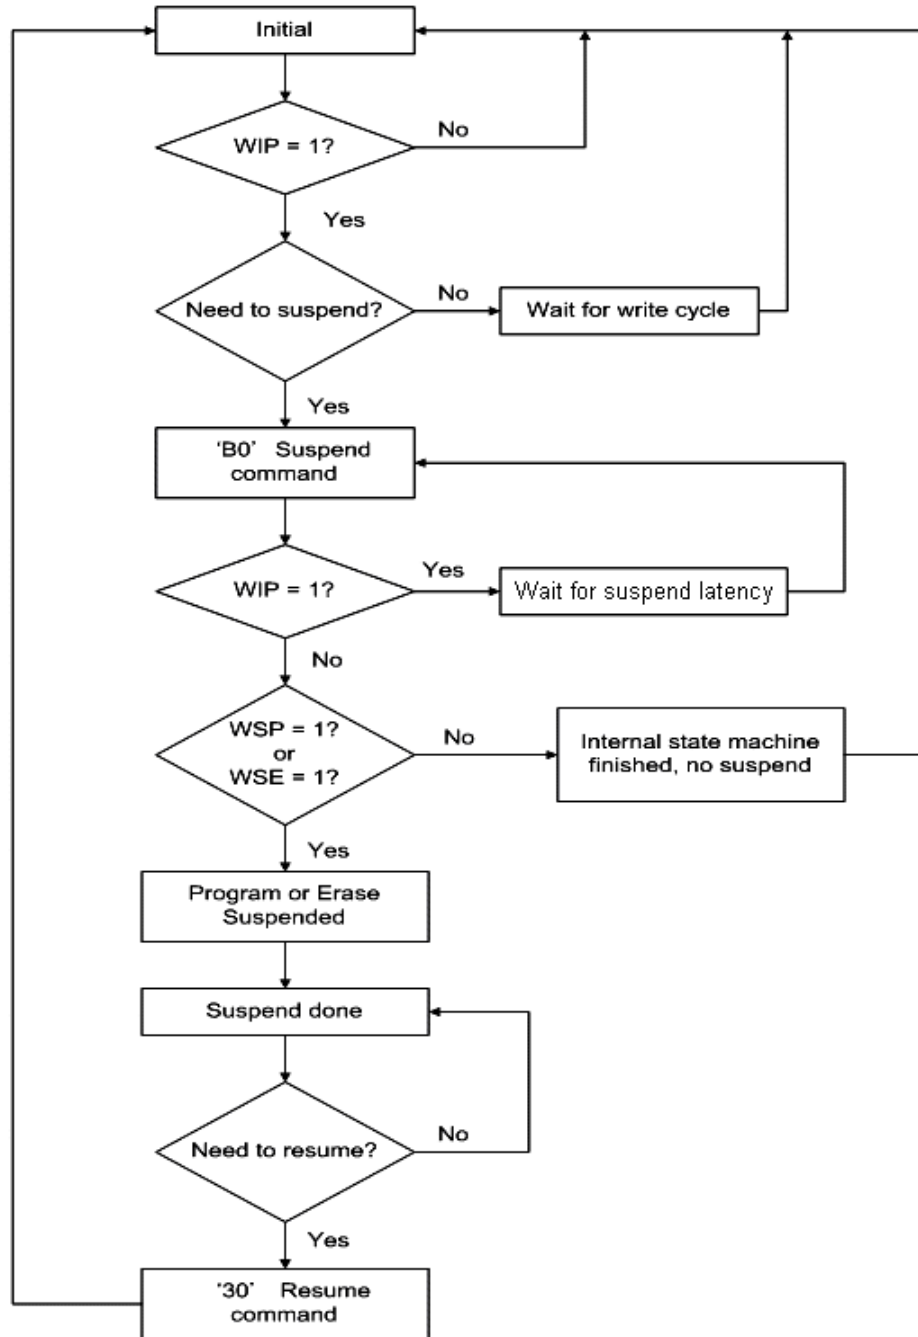 Initial
WIP = 1?
No
Yes
Need to suspend?
No
Wait for write cycle
Yes
‘B0’ Suspend
command
WIP = 1?
Yes
Wait for suspend latency
No
WSP = 1?
or
WSE = 1?
No
Internal state machine
finished, no suspend
Yes
Program or Erase
Suspended
Suspend done
Need to resume?
No
Yes
‘30’ Resume
command